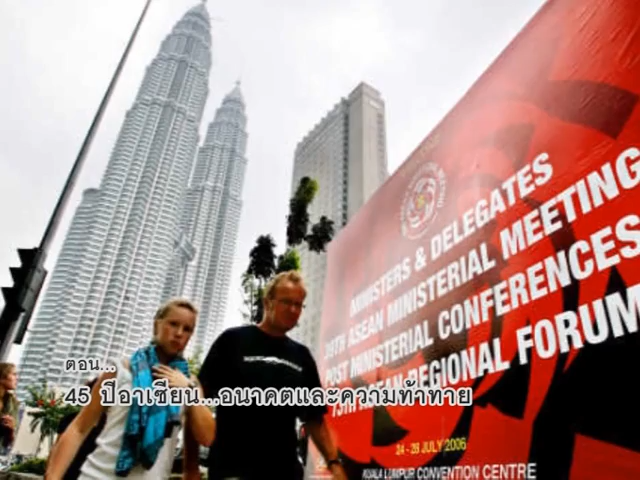 MINISTERS & DELEGATES
39TH ASEAN MINISTERIAL MEETING
POST MINISTERIAL CONFERENCES
13TH ASEAN REGIONAL FORUM
24-28 JULY 2006
KUALA LUMPUR CONVENTION CENTRE
ตอน...
45 ปีอาเซียน...อนาคตและความท้าทาย